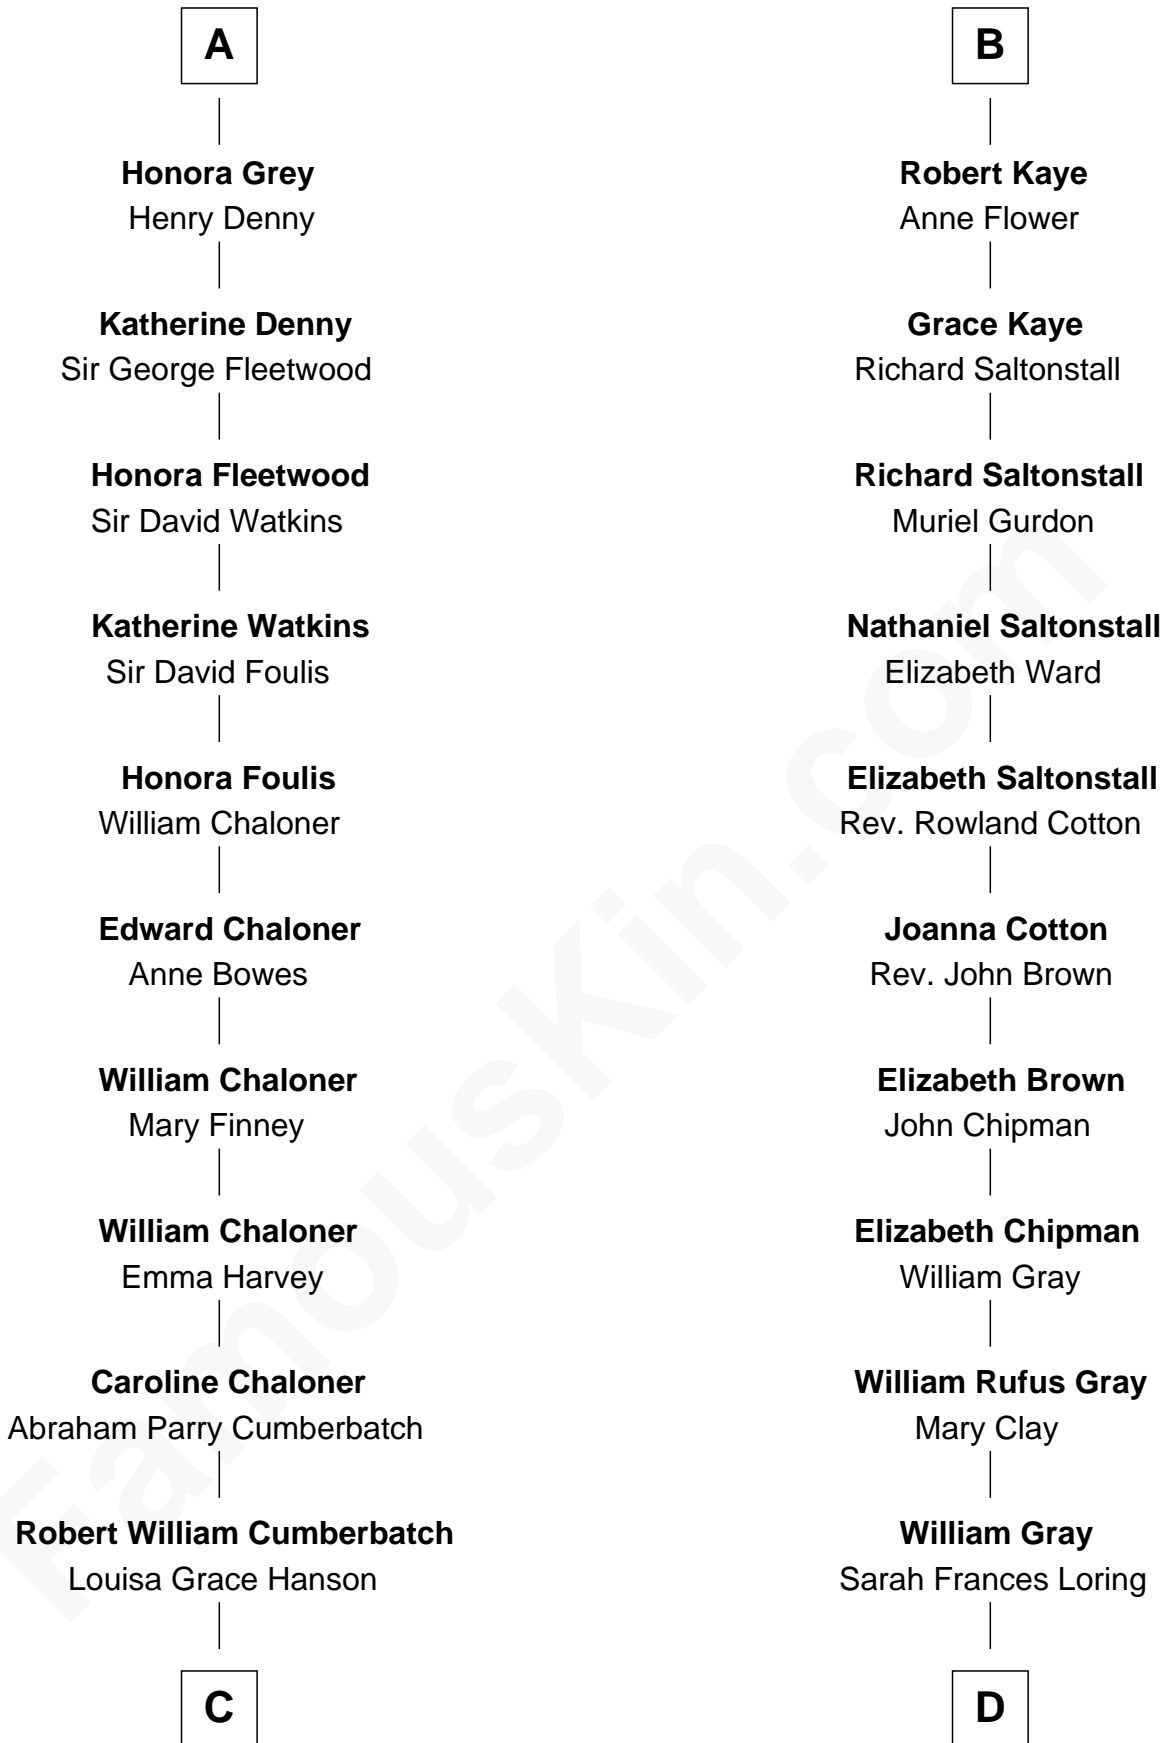 A
Honora Grey
Henry Denny
Katherine Denny
Sir George Fleetwood
Honora Fleetwood
Sir David Watkins
Katherine Watkins
Sir David Foulis
Honora Foulis
William Chaloner
Edward Chaloner
Anne Bowes
William Chaloner
Mary Finney
William Chaloner
Emma Harvey
Caroline Chaloner
Abraham Parry Cumberbatch
Robert William Cumberbatch
Louisa Grace Hanson
C
B
Robert Kaye
Anne Flower
Grace Kaye
Richard Saltonstall
Richard Saltonstall
Muriel Gurdon
Nathaniel Saltonstall
Elizabeth Ward
Elizabeth Saltonstall
Rev. Rowland Cotton
Joanna Cotton
Rev. John Brown
Elizabeth Brown
John Chipman
Elizabeth Chipman
William Gray
William Rufus Gray
Mary Clay
William Gray
Sarah Frances Loring
D
FamousKin.com